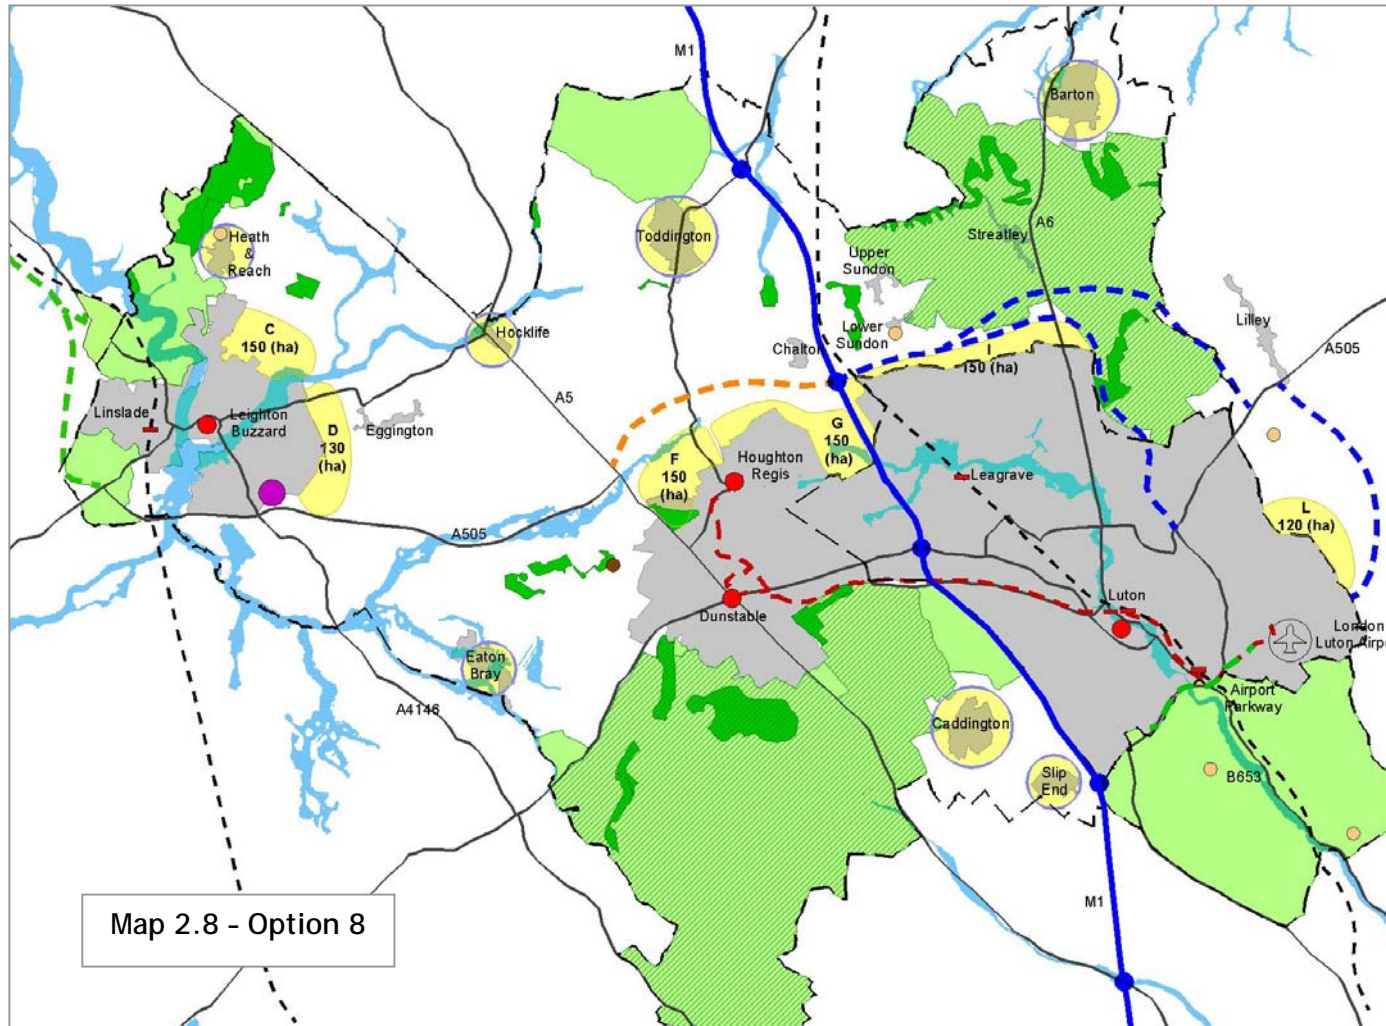 M1
Barton
Heath
&
Reach
Toddington
A6
Streatley
Upper
Sundon
Lower
Sundon
Lilley
Hocklife
C
150 (ha)
Chalton
I
150 (ha)
A505
A5
Linslade
Leighton
Buzzard
D
130
(ha)
Eggington
G
150
(ha)
F
150
(ha)
Houghton
Regis
Leagrave
L
120 (ha)
A505
Dunstable
Luton
London
Luton Airpo
Eaton
Bray
Airport
Parkway
A4146
Caddington
Slip
End
B653
M1
Map 2.8 - Option 8